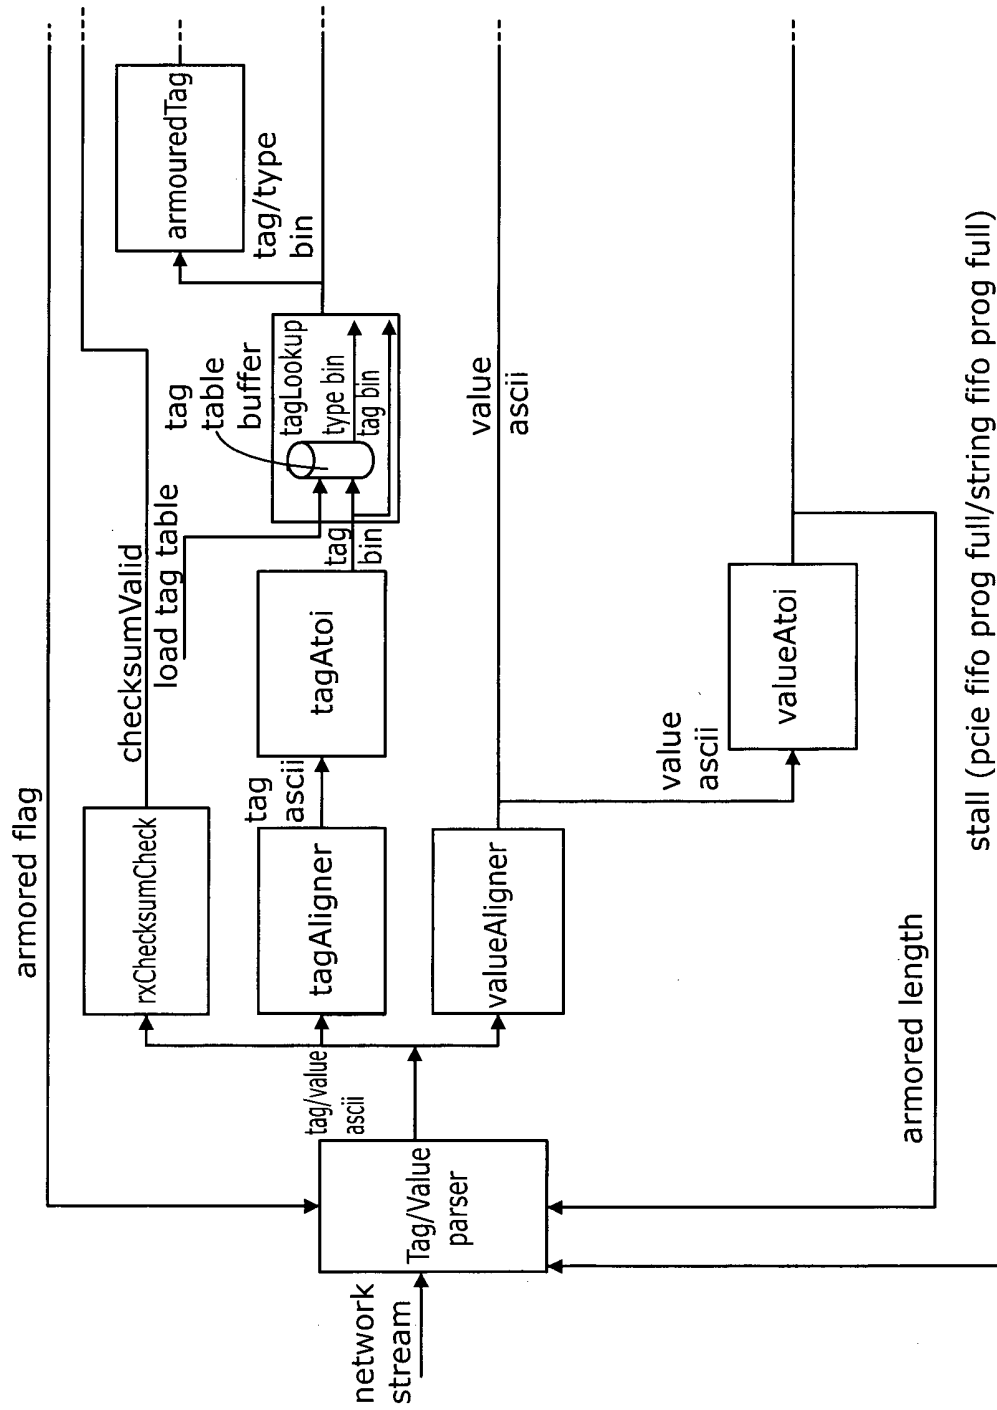 armored flag
rxChecksumCheck
checksumValid
load tag table
tag
table
buffer
armouredTag
tag/type
bin
tagLookup
type bin
tag bin
tag
bin
tagAtoi
tag
ascii
tagAligner
tag/value
ascii
network
stream
Tag/Value
parser
valueAligner
value
ascii
value
ascii
valueAtoi
armored length
stall (pcie fifo prog full/string fifo prog full)